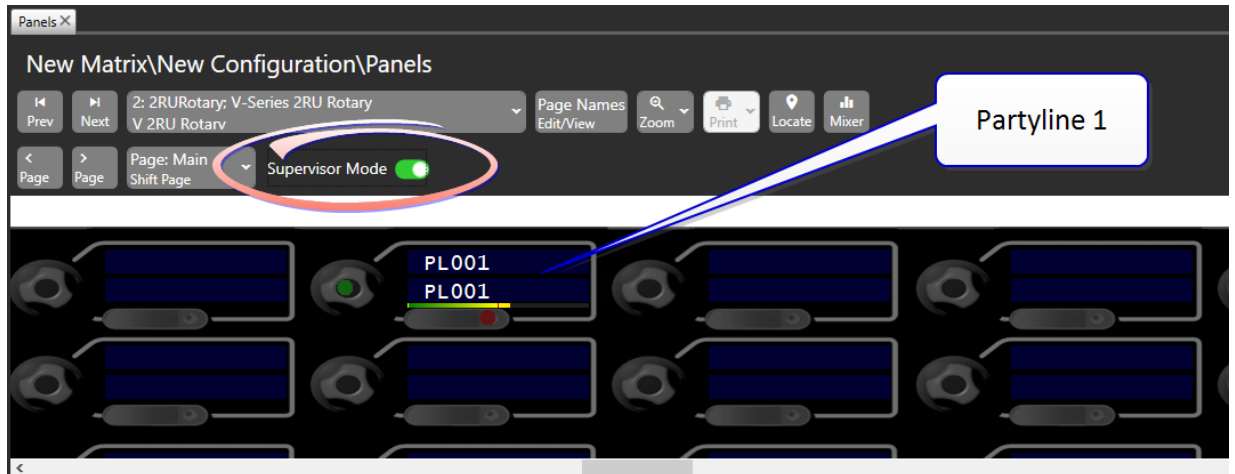 Panels
New Matrix\New Configuration\Panels
Prev
Next
2: 2RURotary; V-Series 2RU Rotary
V 2RU Rotary
Page Names
Edit/View
Zoom
Print
Locate
Mixer
Partyline 1
Page
Page
Page: Main
Shift Page
Supervisor Mode
PL001
PL001